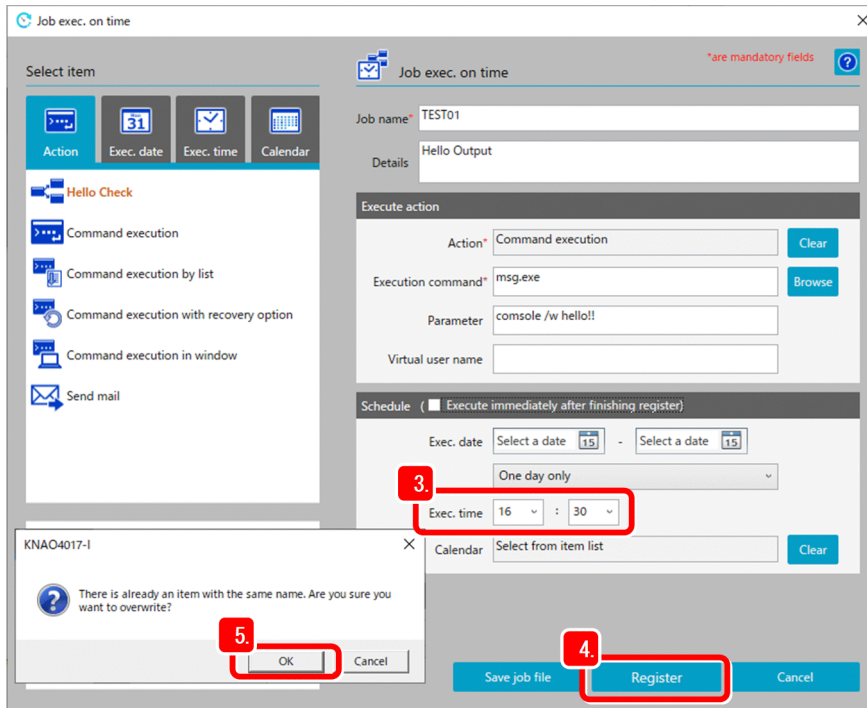 Job exec. on time
Select item
Action
Exec. date
Exec. time
Calendar
Hello Check
Command execution
Command execution by list
Command execution with recovery option
Command execution in window
Send mail
Job exec. on time
*are mandatory fields
?
Job name* TEST01
Details Hello Output
Execute action
Action* Command execution Clear
Execution command* msg.exe Browse
Parameter comsole /w hello!!
Virtual user name
Schedule ( Execute immediately after finishing register)
Exec. date Select a date 15 - Select a date 15
One day only
3.
Exec. time 16 : 30
Calendar Select from item list Clear
KNAO4017-I
There is already an item with the same name. Are you sure you
want to overwrite?
5.
OK Cancel
4.
Save job file Register Cancel